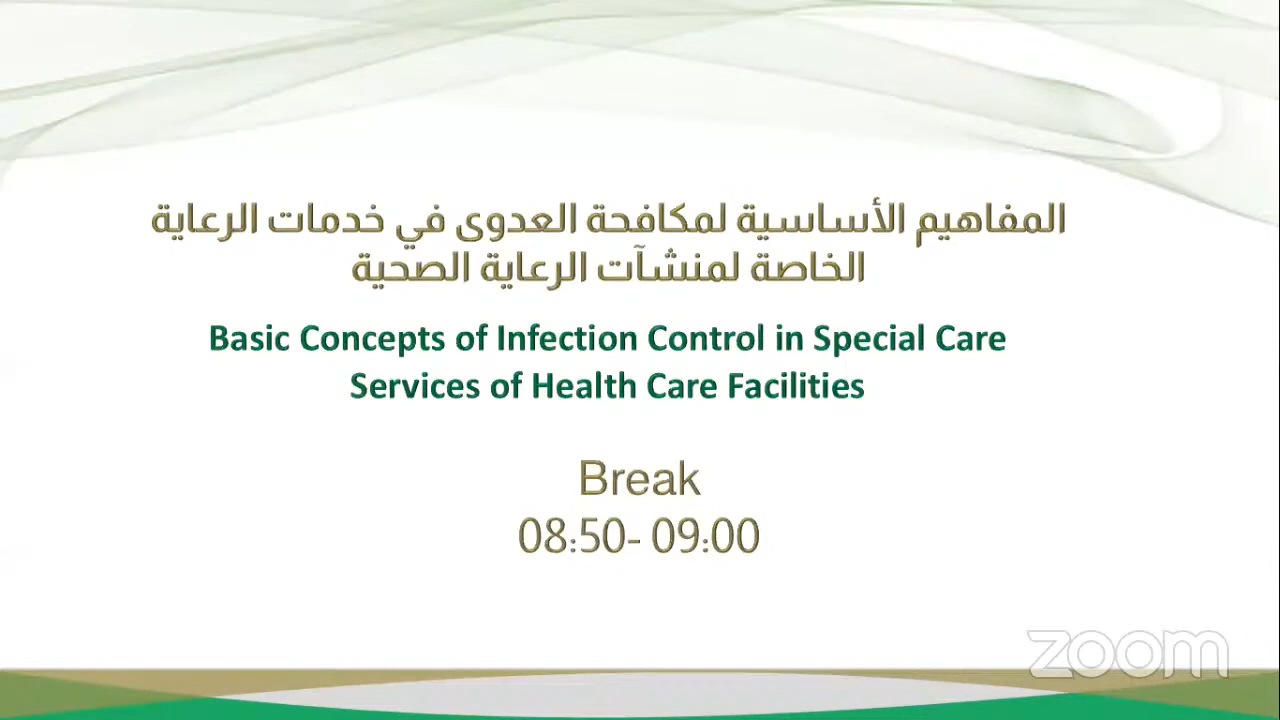 المفاهيم الأساسية لمكافحة العدوى في خدمات الرعاية
الخاصة لمنشآت الرعاية الصحية
Basic Concepts of Infection Control in Special Care
Services of Health Care Facilities
Break
08:50- 09:00
zoom